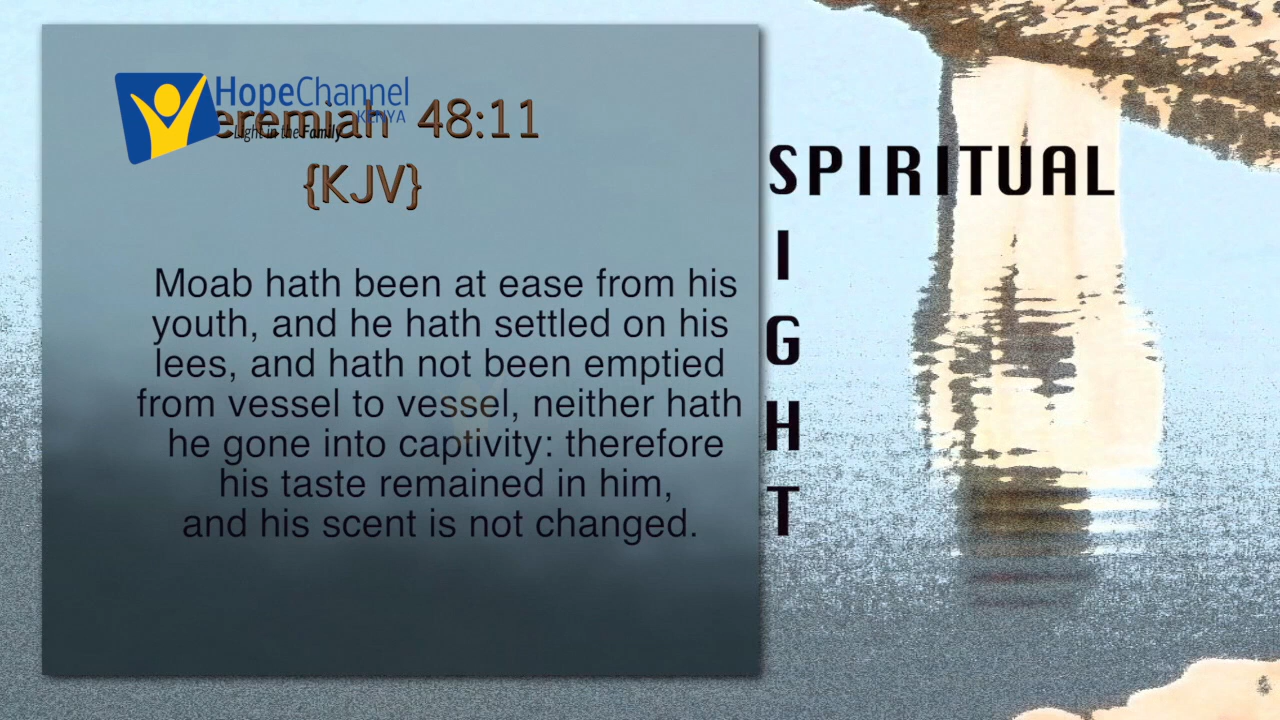 HopeChannel
KENYA
Light in the Family
Jeremiah 48:11
{KJV}
Moab hath been at ease from his
youth, and he hath settled on his
lees, and hath not been emptied
from vessel to vessel, neither hath
he gone into captivity: therefore
his taste remained in him,
and his scent is not changed.
SPIRITUAL
I
G
H
T